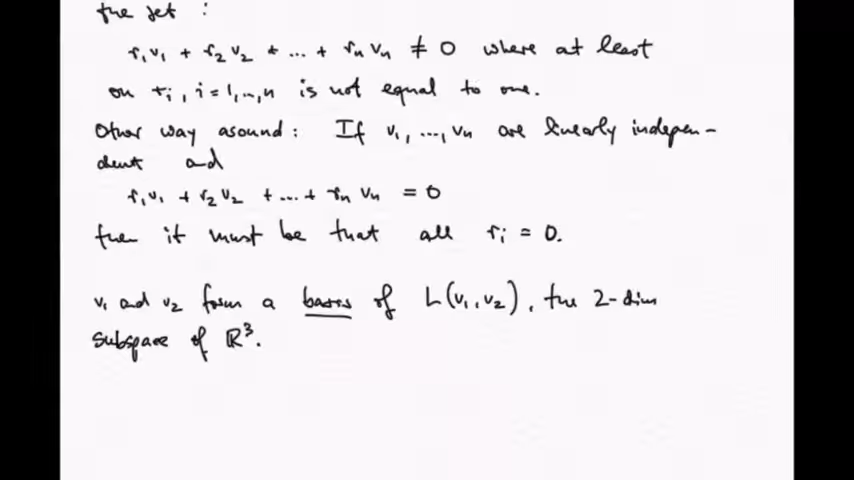 the set :
r₁v₁ + r₂v₂ + ... + rₙvₙ ≠ 0 where at least
on rᵢ, i=1,...,n is not equal to one.
Other way around : If v₁, ..., vₙ are linearly indepen-
dent and
r₁v₁ + r₂v₂ + ... + rₙvₙ = 0
then it must be that all rᵢ = 0.
v₁ and v₂ form a basis of L(v₁, v₂), the 2-dim
subspace of ℝ³.